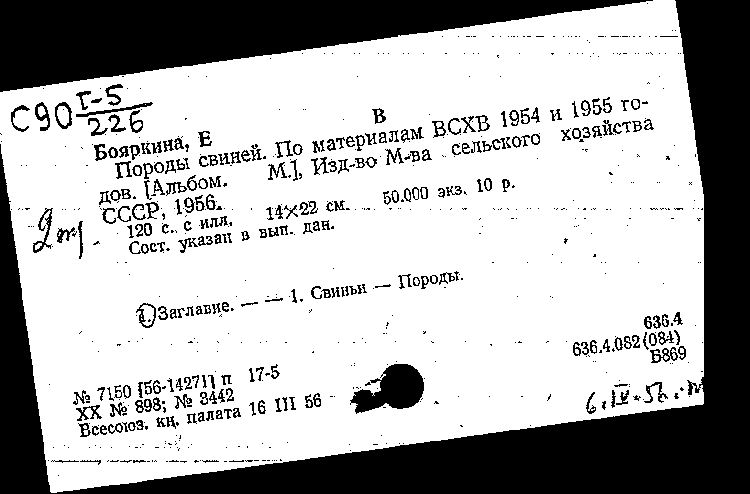 С90 I-5
226
Бояркина, Е В
Породы свиней. По материалам ВСХВ 1954 и 1955 го-
дов. [Альбом. М.], Изд-во М-ва сельского хозяйства
СССР, 1956.
120 с. с илл. 14×22 см. 50.000 экз. 10 р.
Сост. указан в вып. дан.
1. Заглавие. — — 1. Свиньи — Породы.
636.4
636.4.082(084)
Б869
№ 7150 [56-14271] п 17-5
ХХ № 898; № 3442
Всесоюз. кн. палата 16 III 56